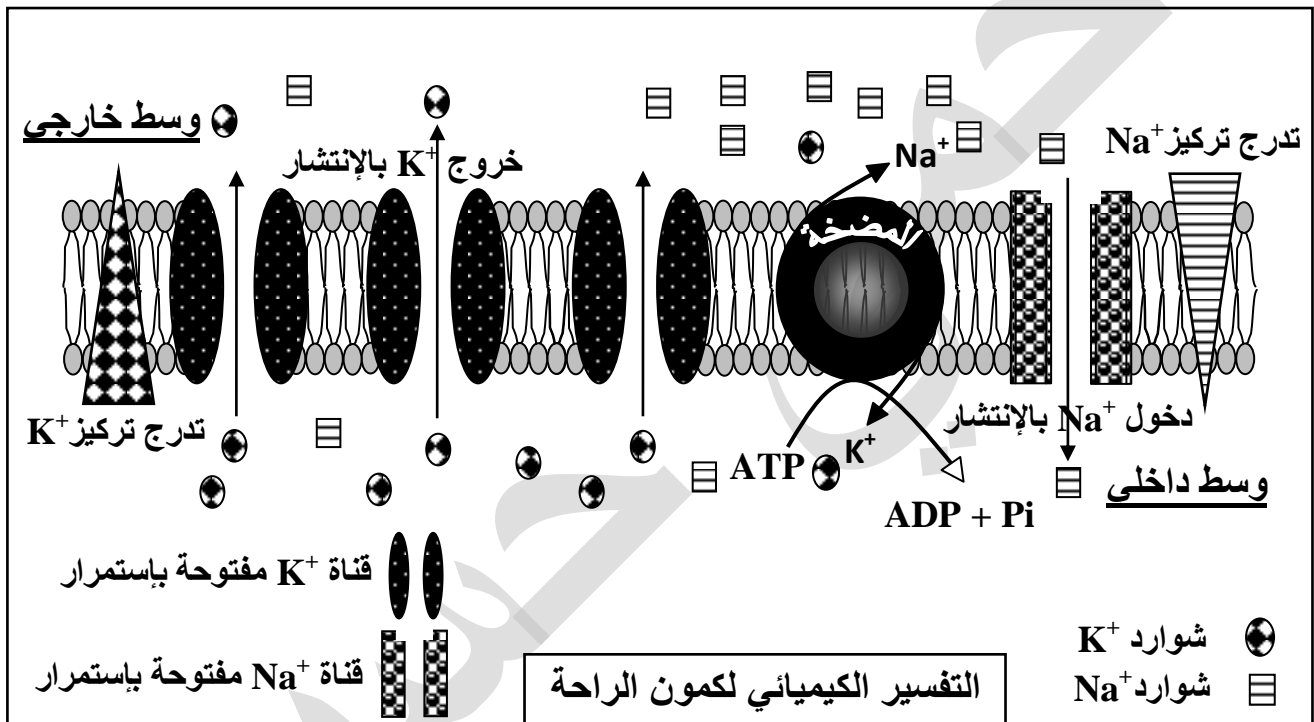 وسط خارجي
خروج K⁺ بالإنتشار
Na⁺
تدرج تركيز Na⁺
المضخة
تدرج تركيز K⁺
ATP
K⁺
دخول Na⁺ بالإنتشار
ADP + Pi
وسط داخلي
قناة K⁺ مفتوحة بإستمرار
قناة Na⁺ مفتوحة بإستمرار
التفسير الكيميائي لكمون الراحة
شوارد K⁺
شوارد Na⁺